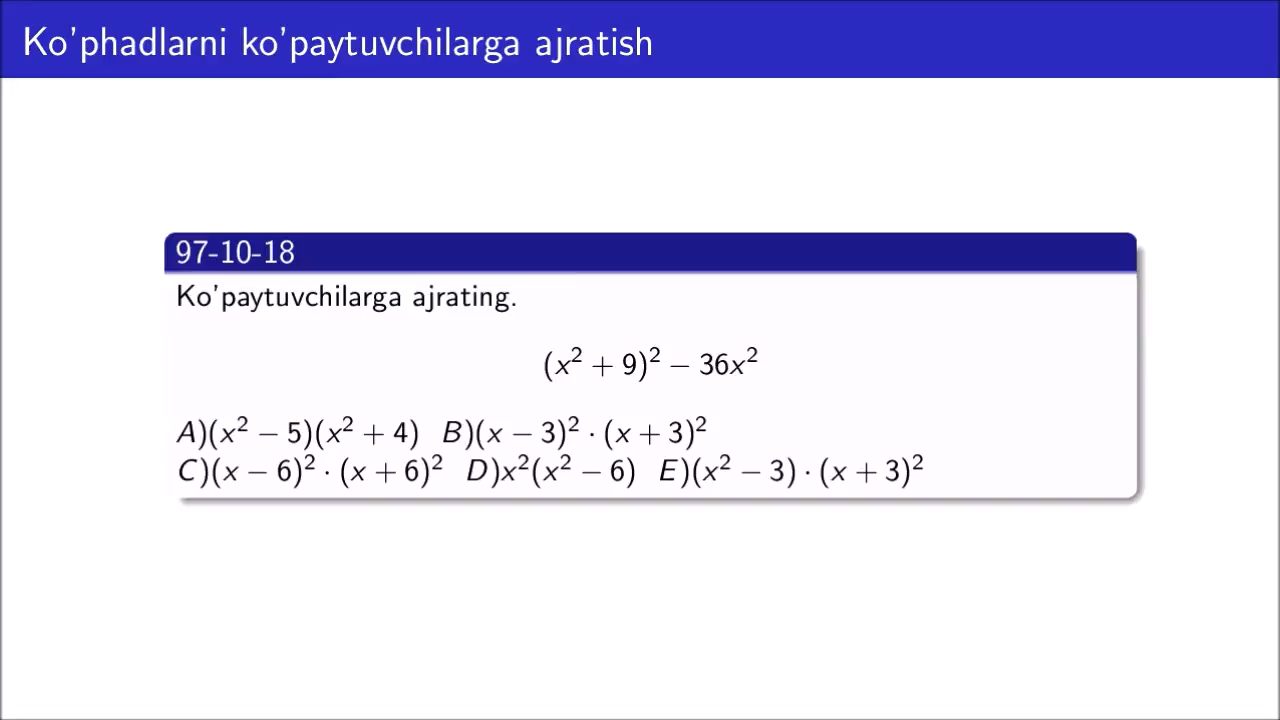 Ko'phadlarni ko'paytuvchilarga ajratish
97-10-18
Ko'paytuvchilarga ajrating.
(x² + 9)² − 36x²
A)(x² − 5)(x² + 4) B)(x − 3)² · (x + 3)²
C)(x − 6)² · (x + 6)² D)x²(x² − 6) E)(x² − 3) · (x + 3)²